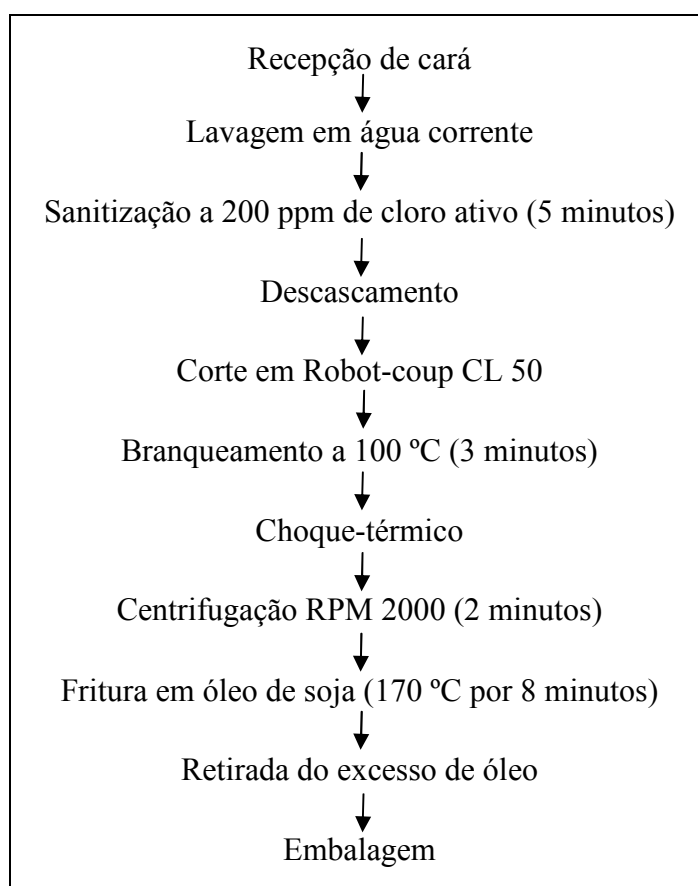 Recepção de cará
Lavagem em água corrente
Sanitização a 200 ppm de cloro ativo (5 minutos)
Descascamento
Corte em Robot-coup CL 50
Branqueamento a 100 ºC (3 minutos)
Choque-térmico
Centrifugação RPM 2000 (2 minutos)
Fritura em óleo de soja (170 ºC por 8 minutos)
Retirada do excesso de óleo
Embalagem